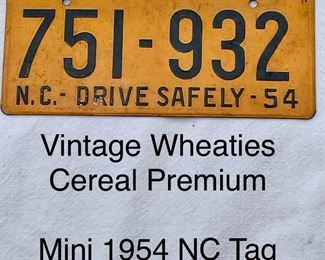 751-932
N.C.- DRIVE SAFELY - 54
Vintage Wheaties
Cereal Premium
Mini 1954 NC Tag